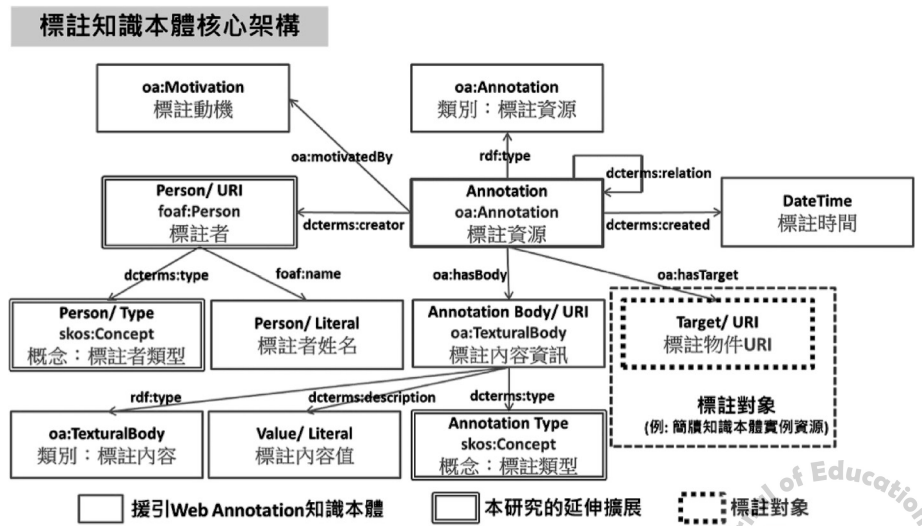 標註知識本體核心架構
oa:Motivation
標註動機
oa:Annotation
類別：標註資源
oa:motivatedBy
rdf:type
dcterms:relation
Person/ URI
foaf:Person
標註者
dcterms:creator
Annotation
oa:Annotation
標註資源
dcterms:created
DateTime
標註時間
dcterms:type
foaf:name
oa:hasBody
oa:hasTarget
Person/ Type
skos:Concept
概念：標註者類型
Person/ Literal
標註者姓名
Annotation Body/ URI
oa:TexturalBody
標註內容資訊
Target/ URI
標註物件URI
標註對象
(例: 簡牘知識本體實例資源)
rdf:type
dcterms:description
dcterms:type
oa:TexturalBody
類別：標註內容
Value/ Literal
標註內容值
Annotation Type
skos:Concept
概念：標註類型
援引Web Annotation知識本體
本研究的延伸擴展
標註對象
of Education